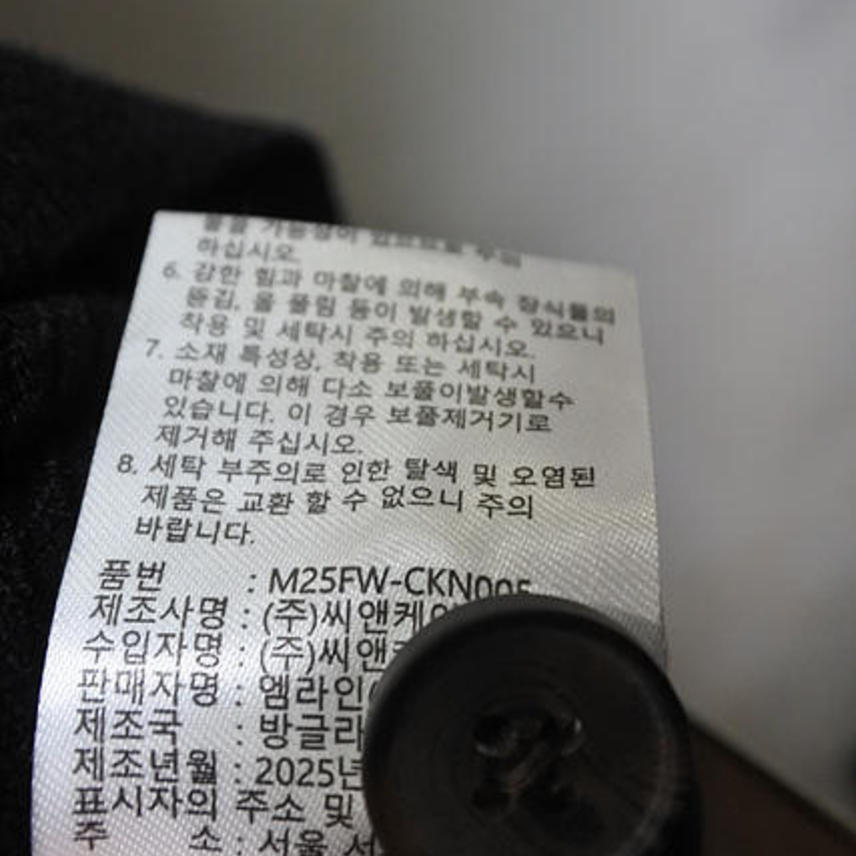 하십시오.
6. 강한 힘과 마찰에 의해 부속 장식물의
뜯김, 올 풀림 등이 발생할 수 있으니
착용 및 세탁시 주의 하십시오.
7. 소재 특성상, 착용 또는 세탁시
마찰에 의해 다소 보풀이발생할수
있습니다. 이 경우 보풀제거기로
제거해 주십시오.
8. 세탁 부주의로 인한 탈색 및 오염된
제품은 교환 할 수 없으니 주의
바랍니다.
품번 : M25FW-CKN005
제조사명 : (주)씨앤케이
수입자명 : (주)씨앤
판매자명 : 엠라인
제조국 : 방글라
제조년월 : 2025년
표시자의 주소 및
주 소 : 서울